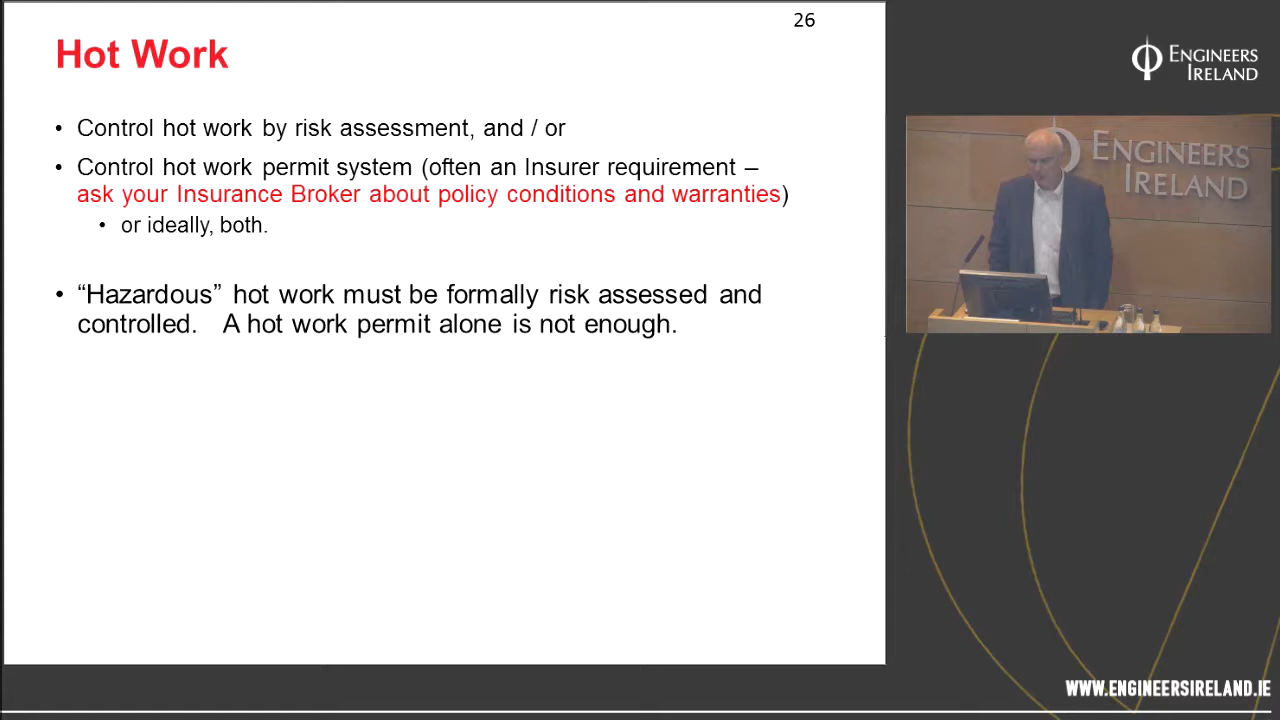 26
Hot Work
• Control hot work by risk assessment, and / or
• Control hot work permit system (often an Insurer requirement –
ask your Insurance Broker about policy conditions and warranties)
• or ideally, both.
• “Hazardous” hot work must be formally risk assessed and
controlled. A hot work permit alone is not enough.
ENGINEERS
IRELAND
ENGINEERS
IRELAND
WWW.ENGINEERSIRELAND.IE